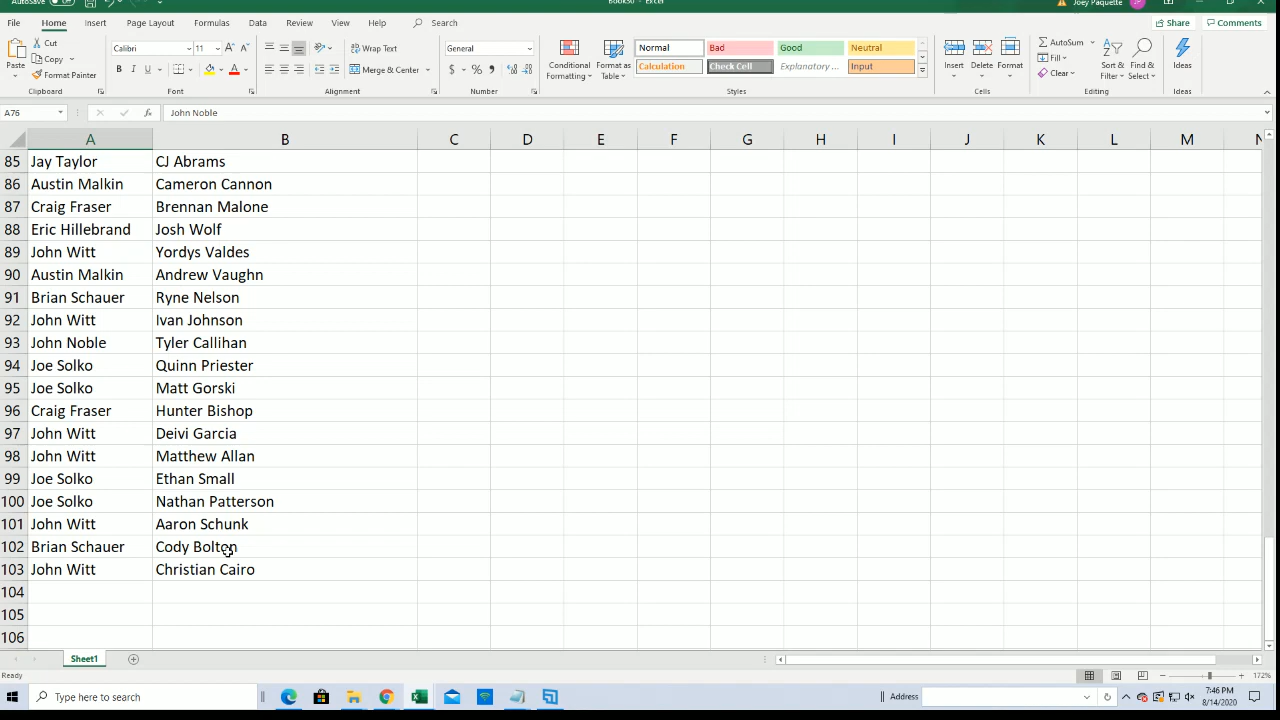 AutoSave
Book30 - Excel
Joey Paquette
JP
File Home Insert Page Layout Formulas Data Review View Help Search
Share Comments
Paste
Cut
Copy
Format Painter
Clipboard
Calibri 11 A A
B I U A
Font
Wrap Text
Merge & Center
Alignment
General
$ % ,
Number
Conditional Formatting
Format as Table
Normal Bad Good Neutral
Calculation Check Cell Explanatory ... Input
Styles
Insert Delete Format
Cells
AutoSum
Fill
Clear
Sort & Filter
Find & Select
Editing
Ideas
Ideas
A76 fx John Noble
A B C D E F G H I J K L M N
85 Jay Taylor CJ Abrams
86 Austin Malkin Cameron Cannon
87 Craig Fraser Brennan Malone
88 Eric Hillebrand Josh Wolf
89 John Witt Yordys Valdes
90 Austin Malkin Andrew Vaughn
91 Brian Schauer Ryne Nelson
92 John Witt Ivan Johnson
93 John Noble Tyler Callihan
94 Joe Solko Quinn Priester
95 Joe Solko Matt Gorski
96 Craig Fraser Hunter Bishop
97 John Witt Deivi Garcia
98 John Witt Matthew Allan
99 Joe Solko Ethan Small
100 Joe Solko Nathan Patterson
101 John Witt Aaron Schunk
102 Brian Schauer Cody Bolton
103 John Witt Christian Cairo
104
105
106
Sheet1
Ready
172%
Type here to search
Address
7:46 PM
8/14/2020